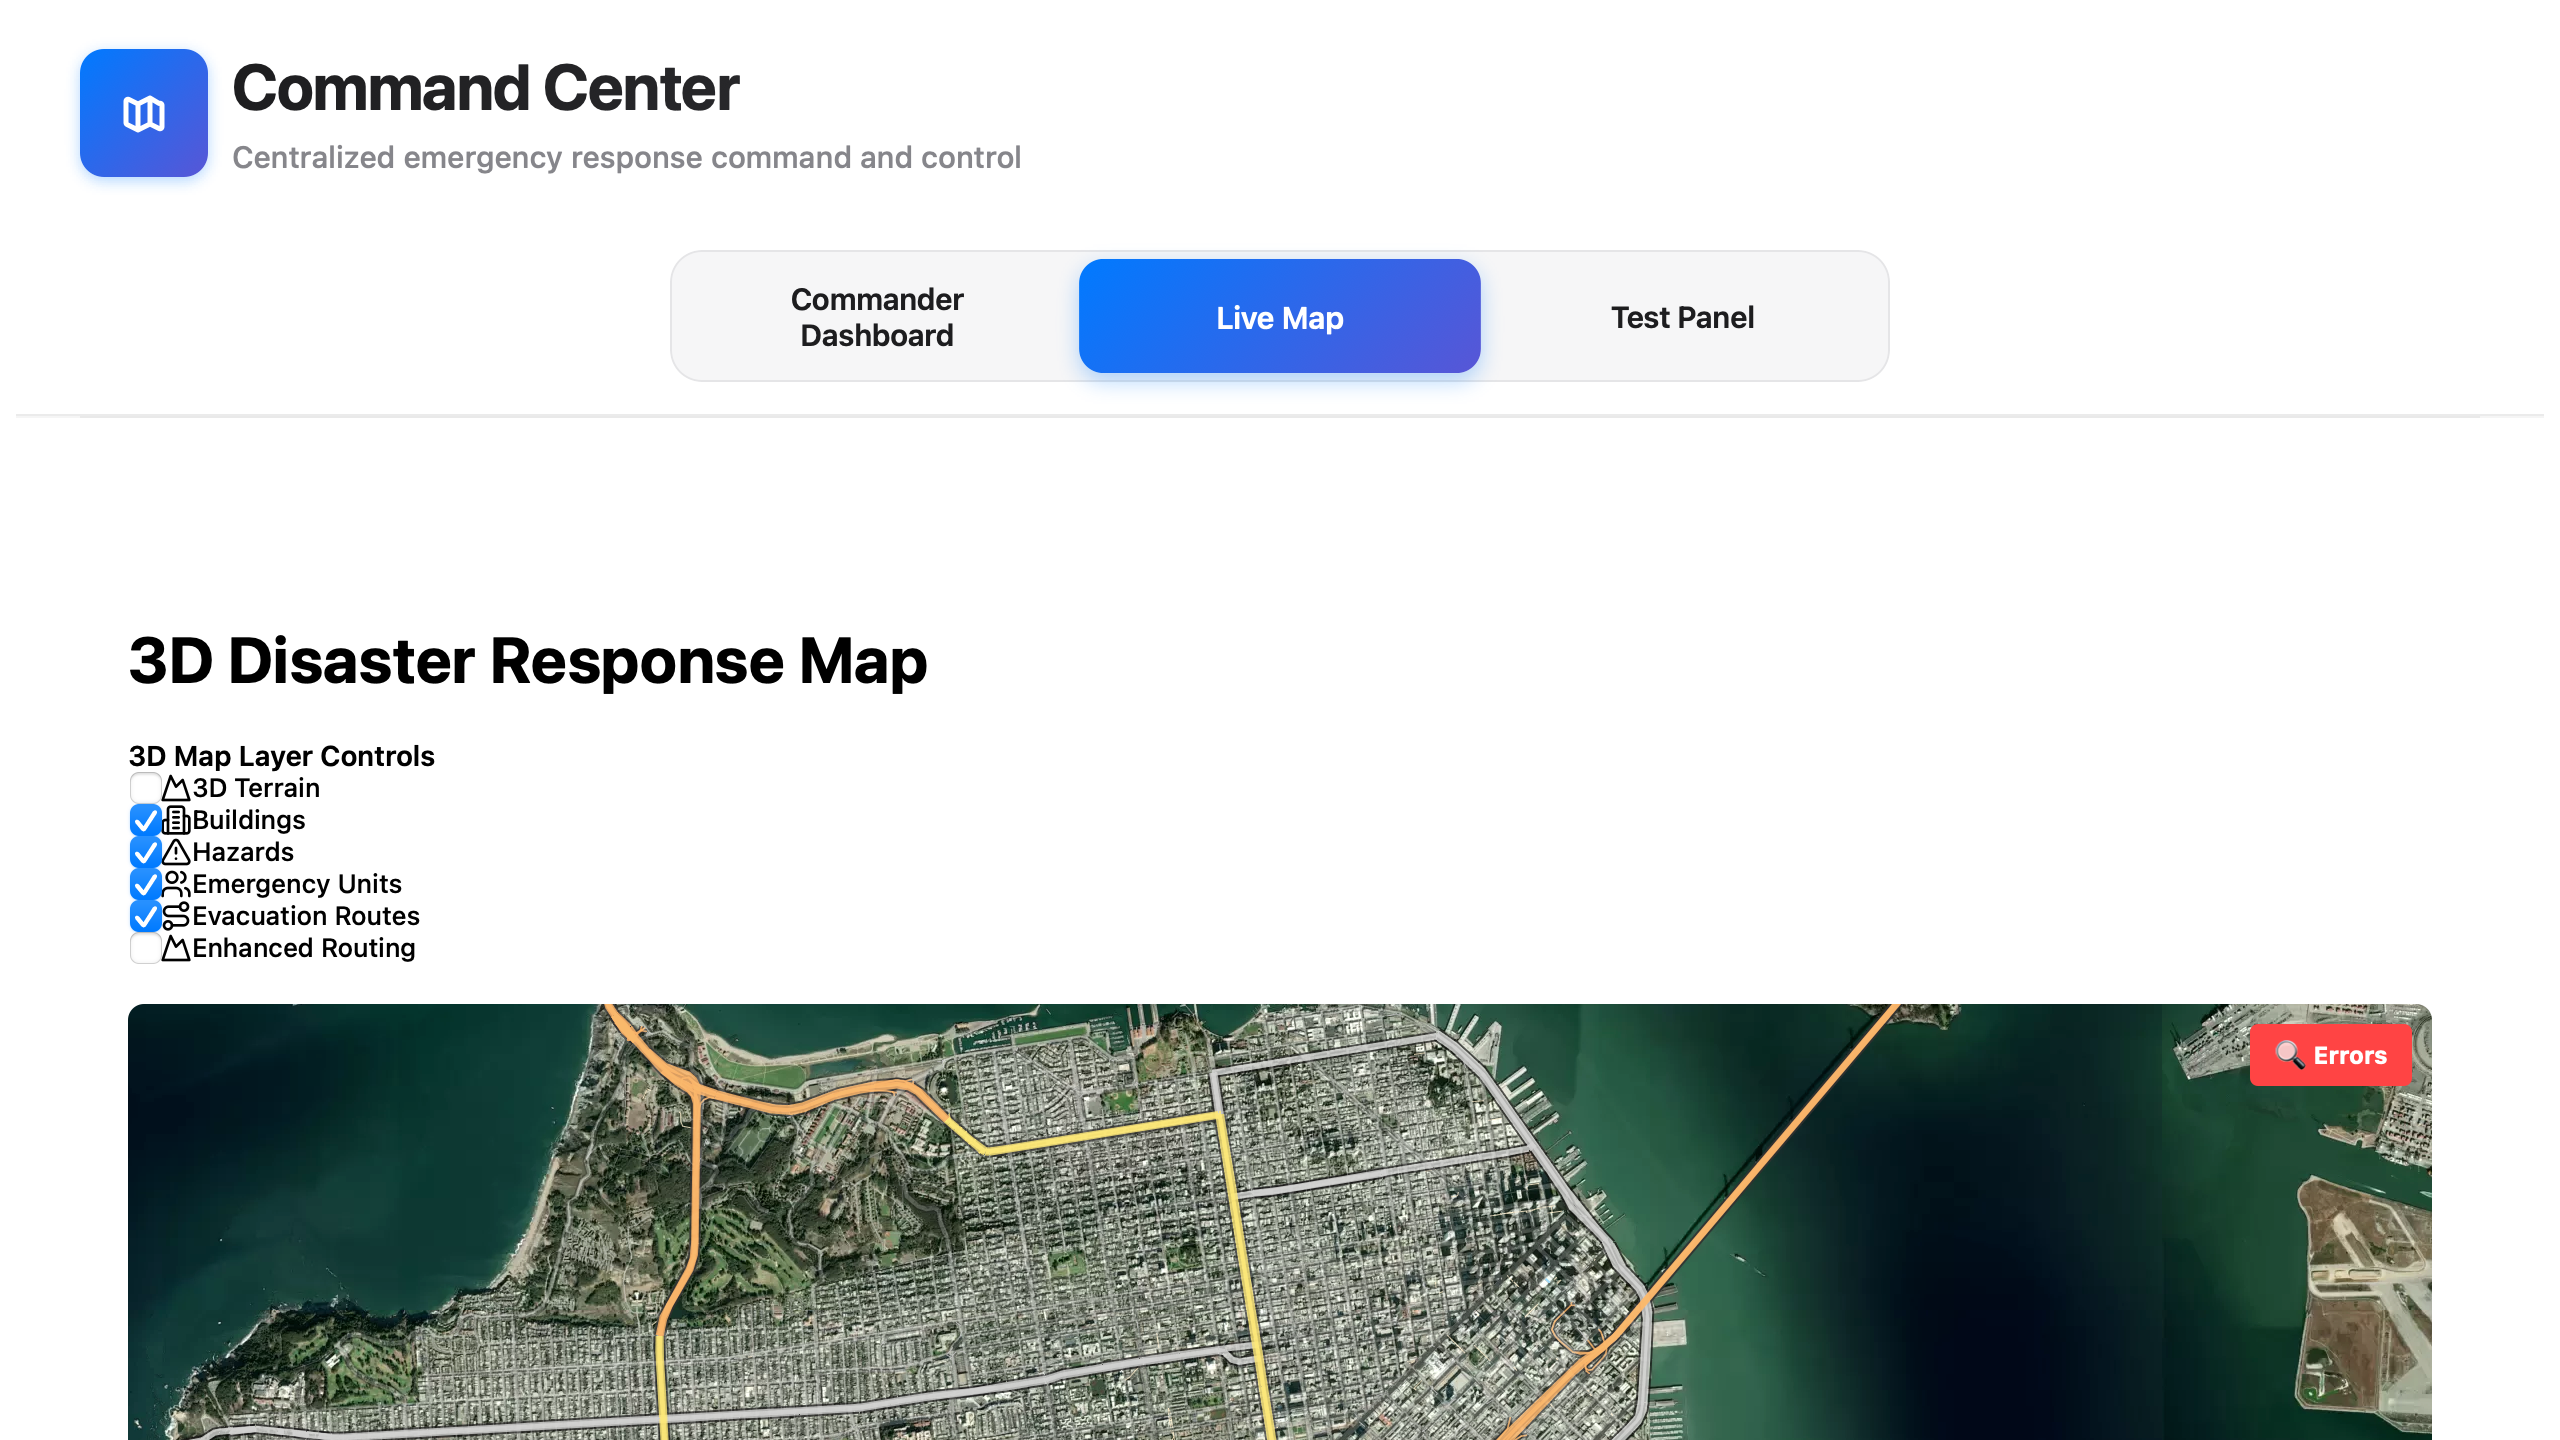 Command Center
Centralized emergency response command and control
Commander
Dashboard
Live Map
Test Panel
3D Disaster Response Map
3D Map Layer Controls
3D Terrain
Buildings
Hazards
Emergency Units
Evacuation Routes
Enhanced Routing
🔍 Errors